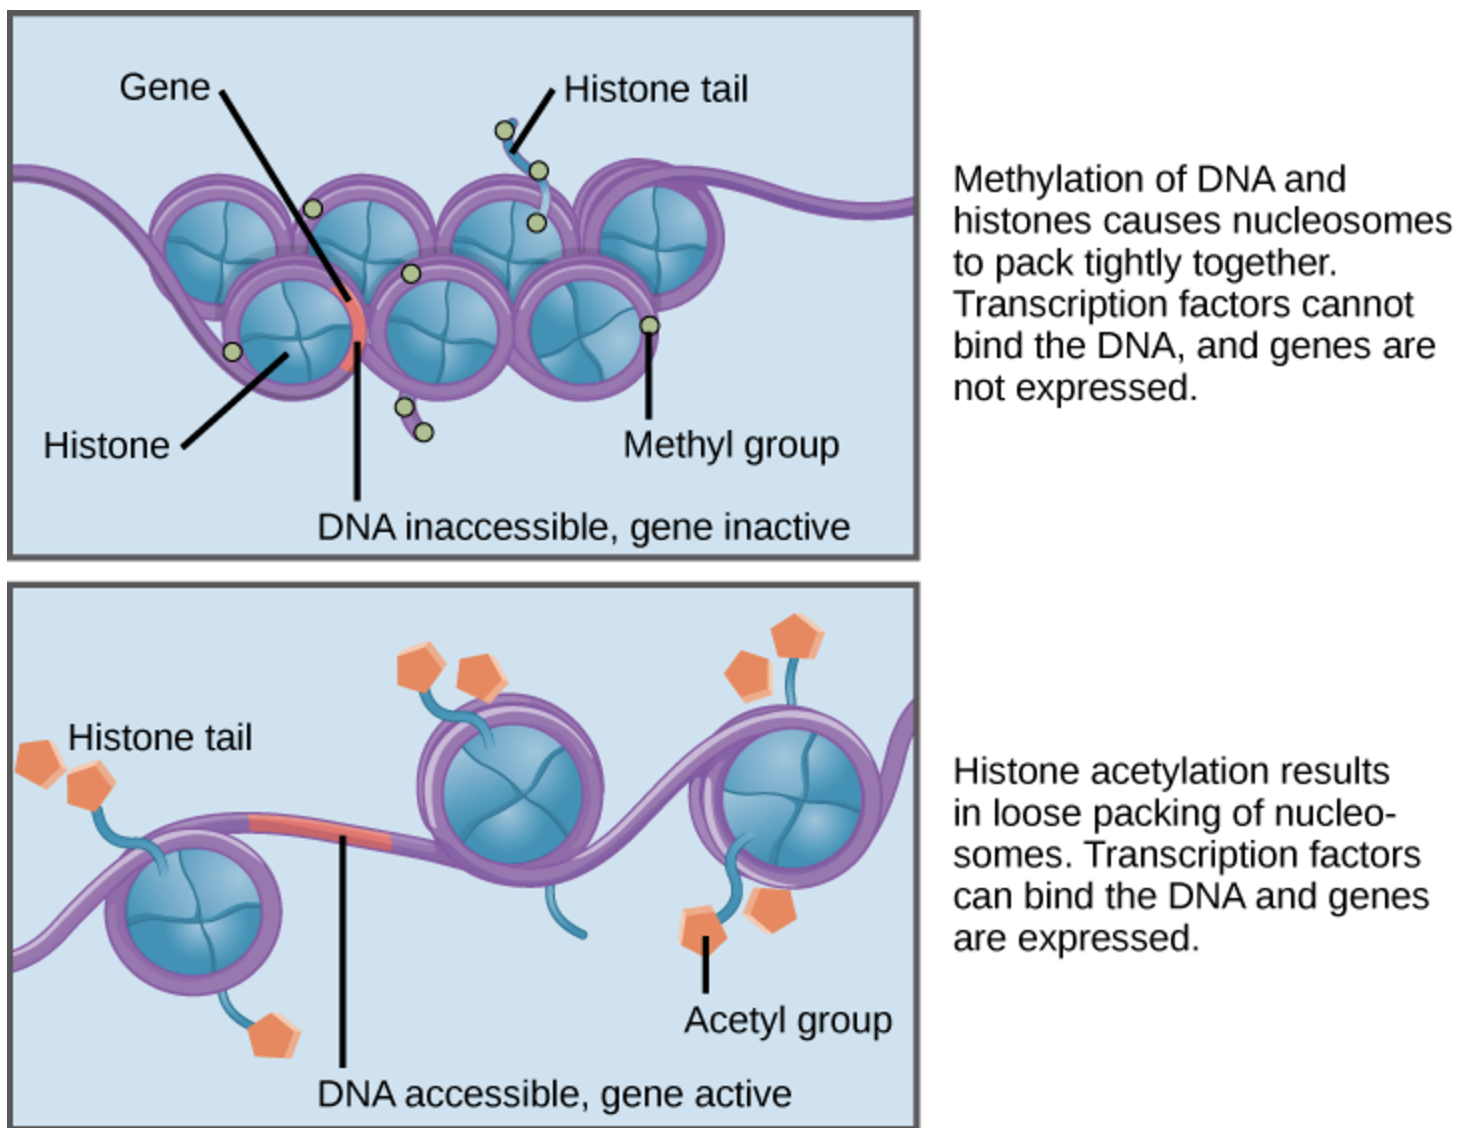 Gene
Histone tail
Histone
Methyl group
DNA inaccessible, gene inactive
Methylation of DNA and
histones causes nucleosomes
to pack tightly together.
Transcription factors cannot
bind the DNA, and genes are
not expressed.
Histone tail
Acetyl group
DNA accessible, gene active
Histone acetylation results
in loose packing of nucleo-
somes. Transcription factors
can bind the DNA and genes
are expressed.